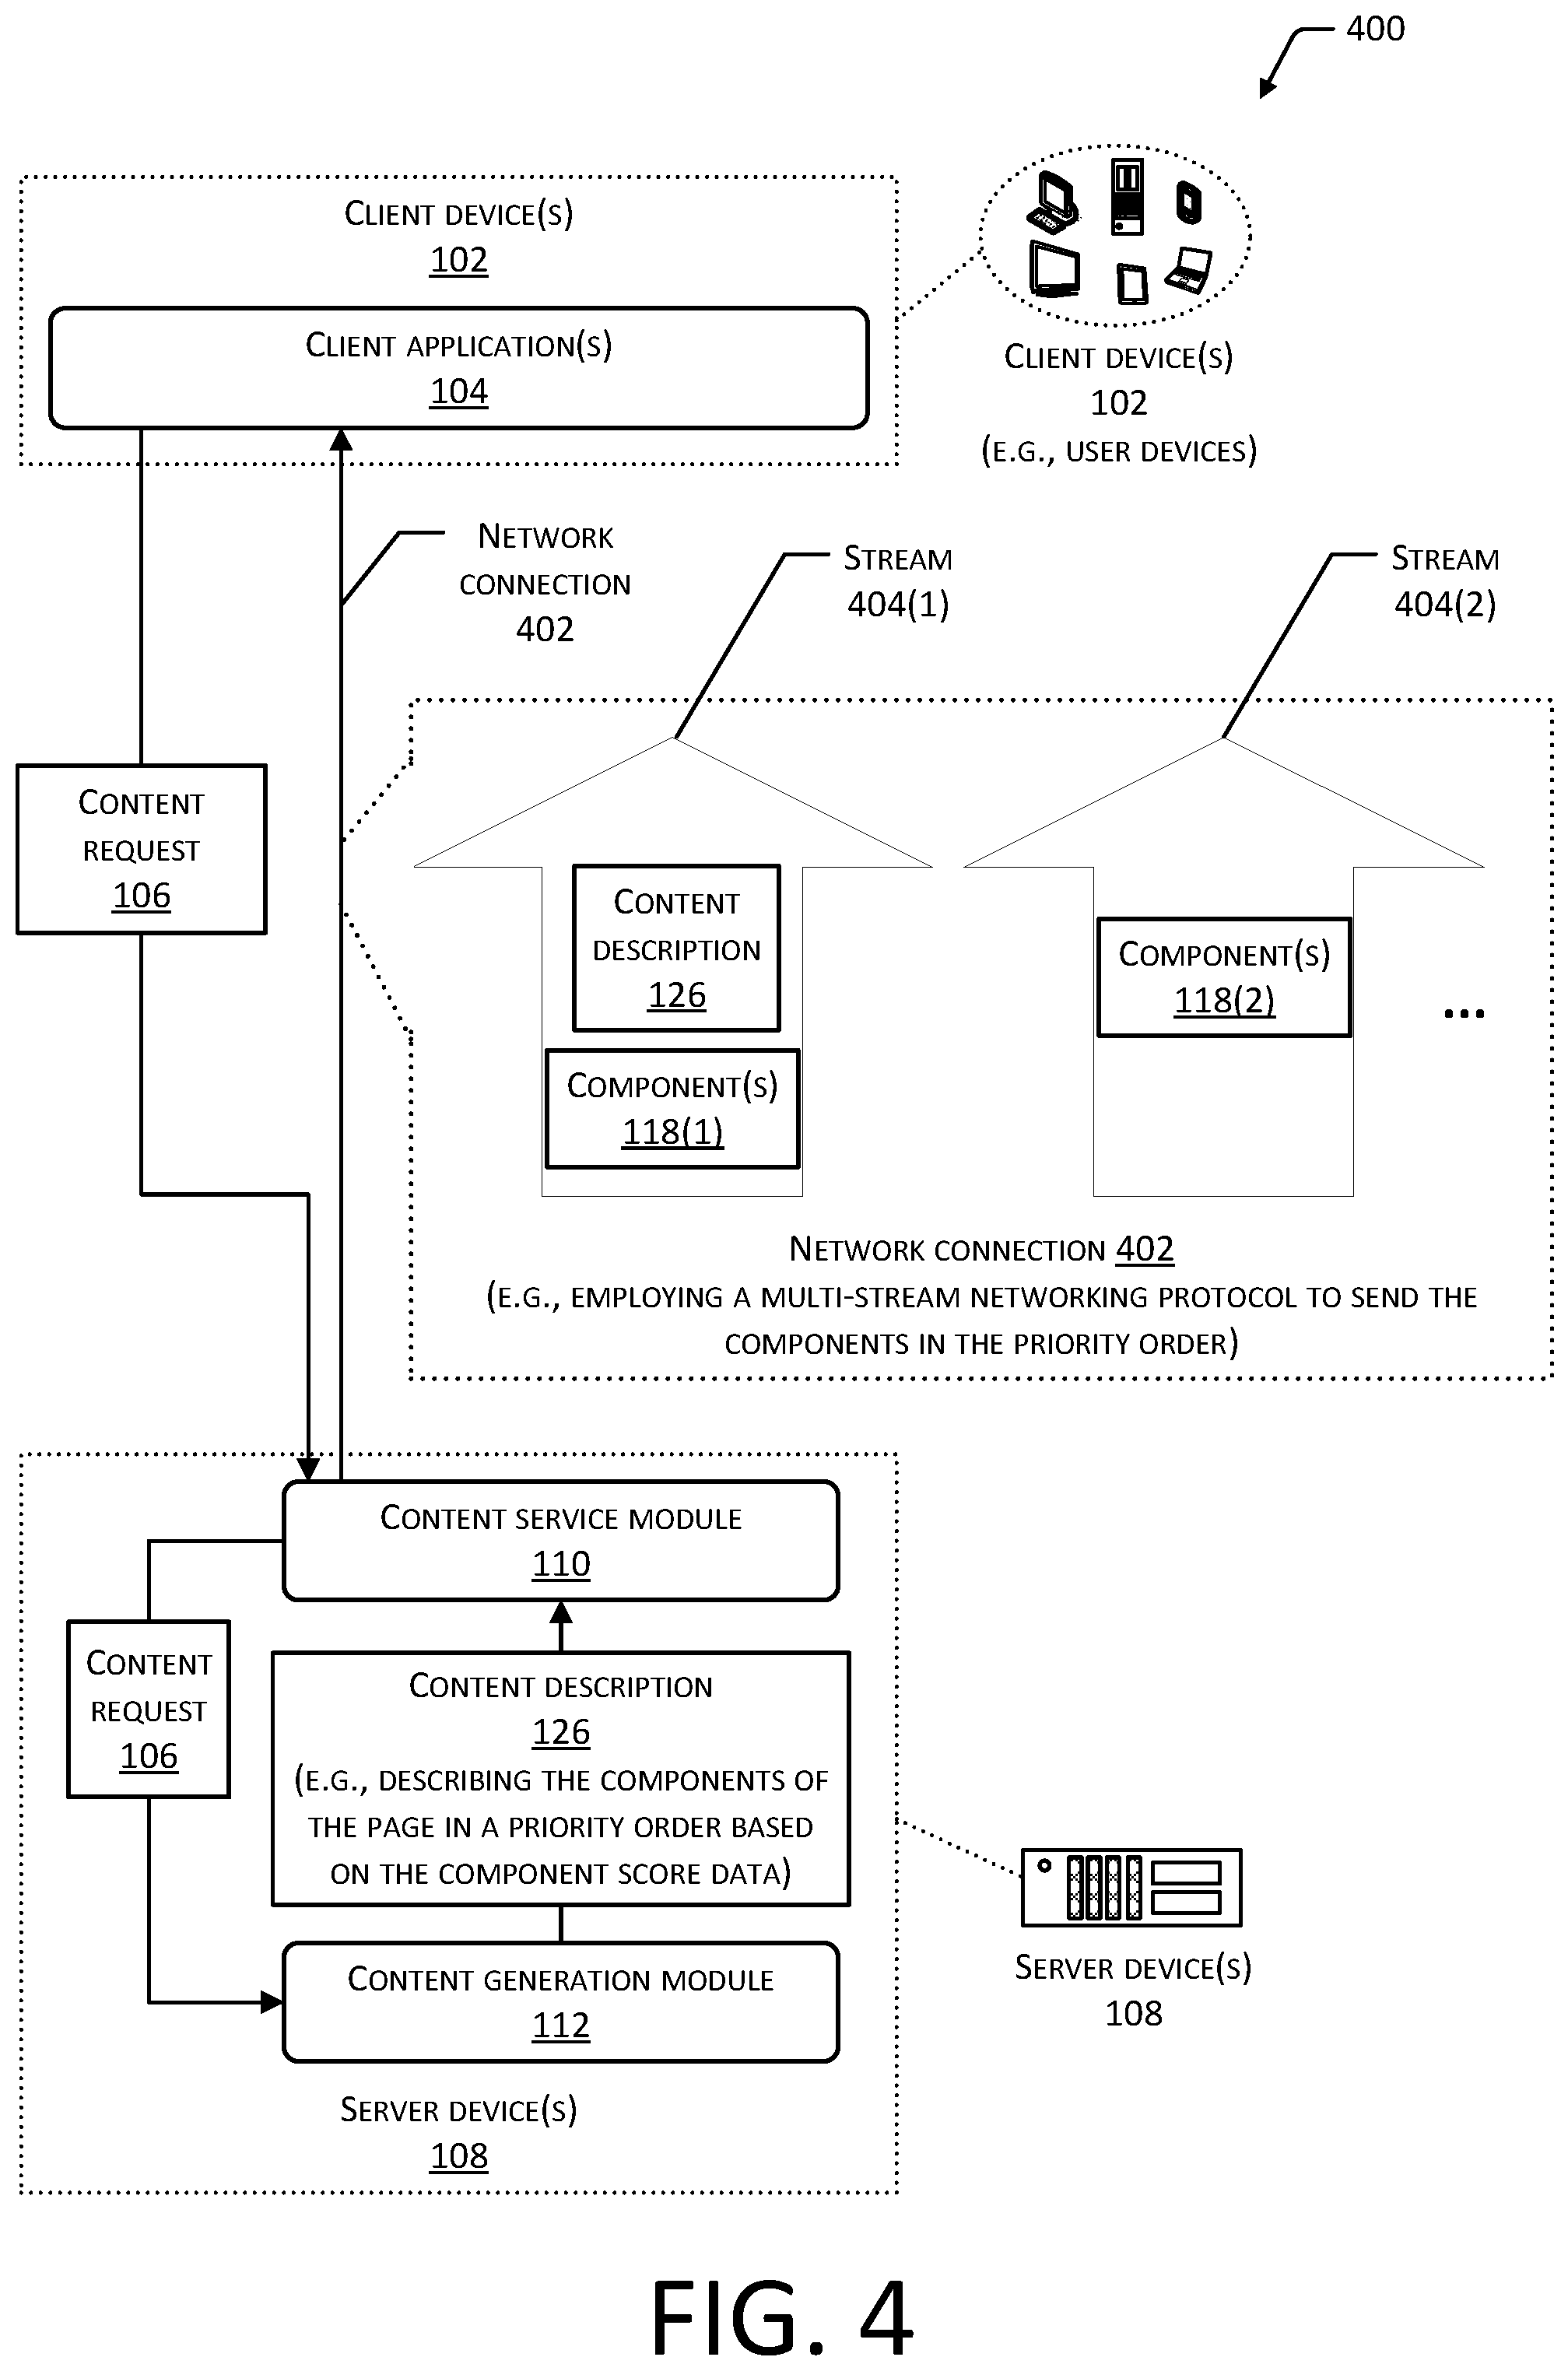 400
Client device(s)
102
Client application(s)
104
Client device(s)
102
(e.g., user devices)
Network
connection
402
Stream
404(1)
Stream
404(2)
Content
request
106
Content
description
126
Component(s)
118(1)
Component(s)
118(2)
...
Network connection 402
(e.g., employing a multi-stream networking protocol to send the
components in the priority order)
Content service module
110
Content
request
106
Content description
126
(e.g., describing the components of
the page in a priority order based
on the component score data)
Content generation module
112
Server device(s)
108
Server device(s)
108
FIG. 4